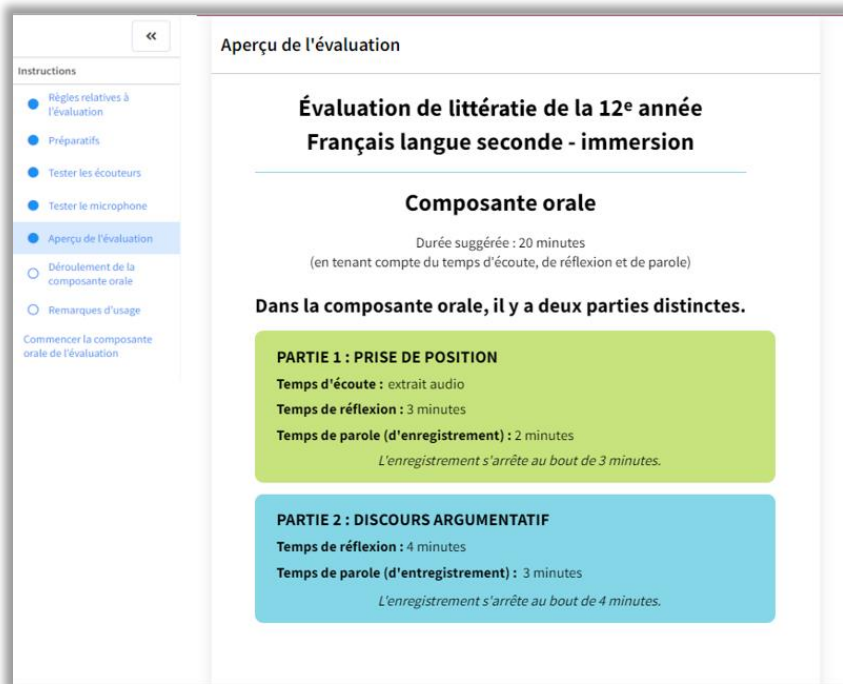 «
Instructions
Règles relatives à
l'évaluation
Préparatifs
Tester les écouteurs
Tester le microphone
Aperçu de l'évaluation
Déroulement de la
composante orale
Remarques d'usage
Commencer la composante
orale de l'évaluation
Aperçu de l'évaluation
Évaluation de littératie de la 12e année
Français langue seconde - immersion
Composante orale
Durée suggérée : 20 minutes
(en tenant compte du temps d'écoute, de réflexion et de parole)
Dans la composante orale, il y a deux parties distinctes.
PARTIE 1 : PRISE DE POSITION
Temps d'écoute : extrait audio
Temps de réflexion : 3 minutes
Temps de parole (d'enregistrement) : 2 minutes
L'enregistrement s'arrête au bout de 3 minutes.
PARTIE 2 : DISCOURS ARGUMENTATIF
Temps de réflexion : 4 minutes
Temps de parole (d'entregistrement) : 3 minutes
L'enregistrement s'arrête au bout de 4 minutes.